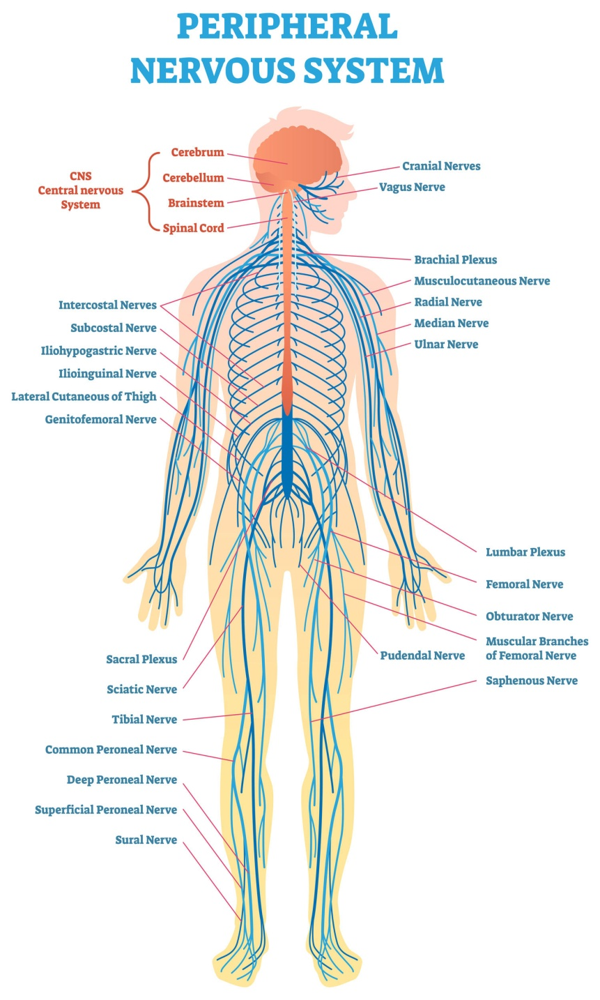 PERIPHERAL
NERVOUS SYSTEM
CNS
Central nervous
System
Cerebrum
Cerebellum
Brainstem
Spinal Cord
Cranial Nerves
Vagus Nerve
Brachial Plexus
Musculocutaneous Nerve
Radial Nerve
Median Nerve
Ulnar Nerve
Intercostal Nerves
Subcostal Nerve
Iliohypogastric Nerve
Ilioinguinal Nerve
Lateral Cutaneous of Thigh
Genitofemoral Nerve
Lumbar Plexus
Femoral Nerve
Obturator Nerve
Muscular Branches
of Femoral Nerve
Pudendal Nerve
Saphenous Nerve
Sacral Plexus
Sciatic Nerve
Tibial Nerve
Common Peroneal Nerve
Deep Peroneal Nerve
Superficial Peroneal Nerve
Sural Nerve